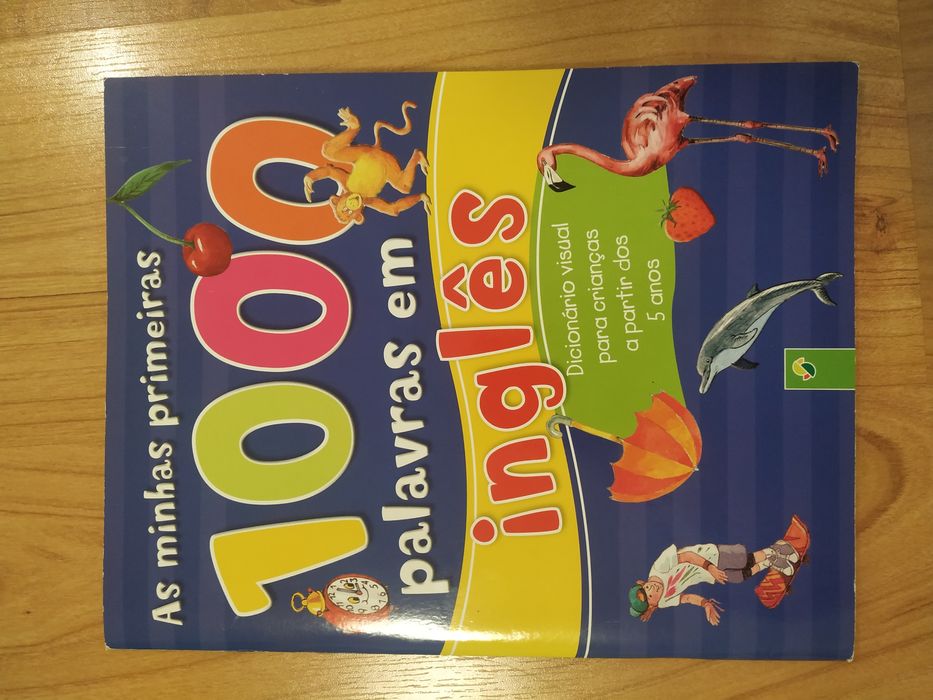 As minhas primeiras
1000
palavras em
inglês
Dicionário visual
para crianças
a partir dos
5 anos